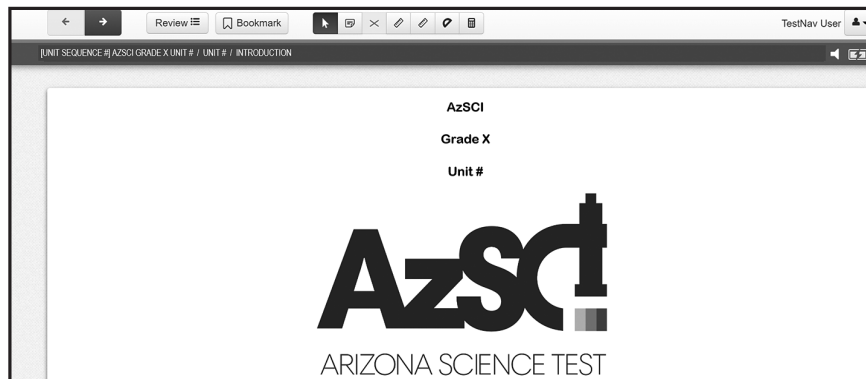 Review Bookmark TestNav User
[UNIT SEQUENCE #] AZSCI GRADE X UNIT # / UNIT # / INTRODUCTION
AzSCI
Grade X
Unit #
AzSCI
ARIZONA SCIENCE TEST